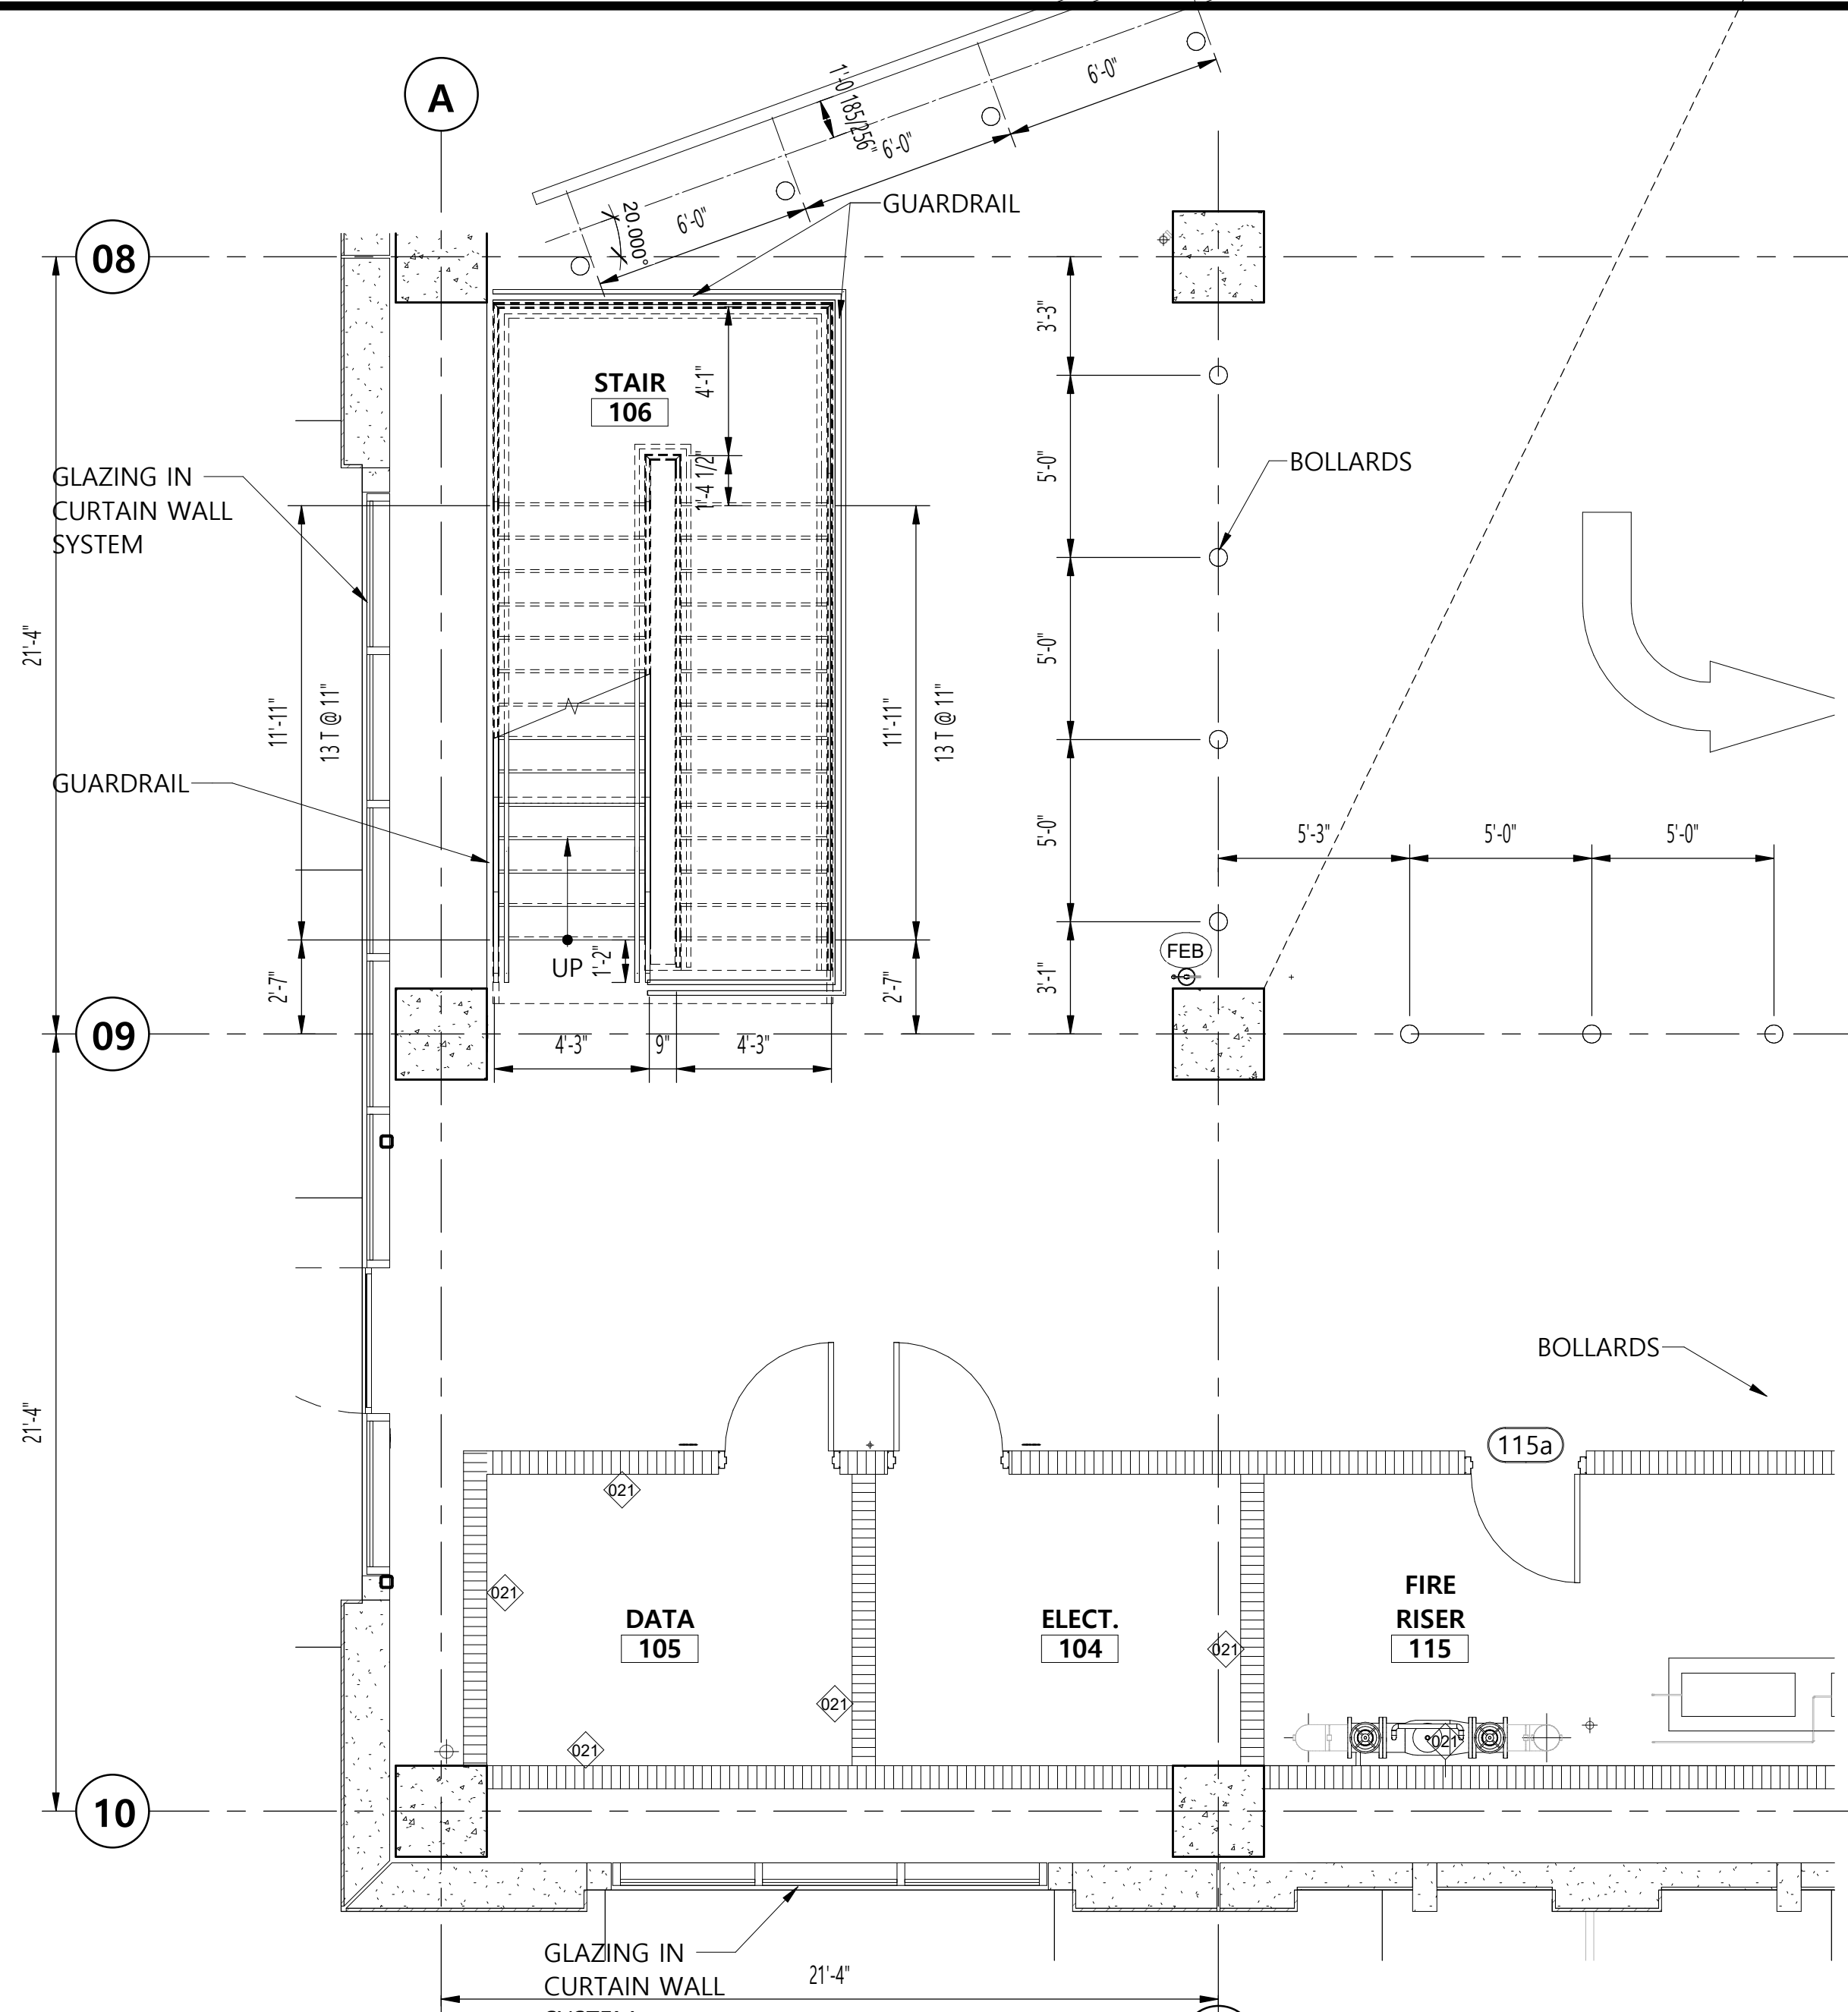 A
6'-0"
1'-0 185/256"
6'-0"
GUARDRAIL
20.000°
6'-0"
08
3'-3"
STAIR
106
4'-1"
GLAZING IN
CURTAIN WALL
SYSTEM
1'-4 1/2"
5'-0"
BOLLARDS
21'-4"
5'-0"
11'-11"
13 T @ 11"
11'-11"
13 T @ 11"
GUARDRAIL
5'-0"
5'-3"
5'-0"
5'-0"
FEB
UP
1'-2"
2'-7"
2'-7"
3'-1"
09
4'-3"
9"
4'-3"
BOLLARDS
21'-4"
115a
021
021
FIRE
RISER
115
DATA
105
ELECT.
104
021
021
021
021
10
GLAZING IN
CURTAIN WALL
21'-4"